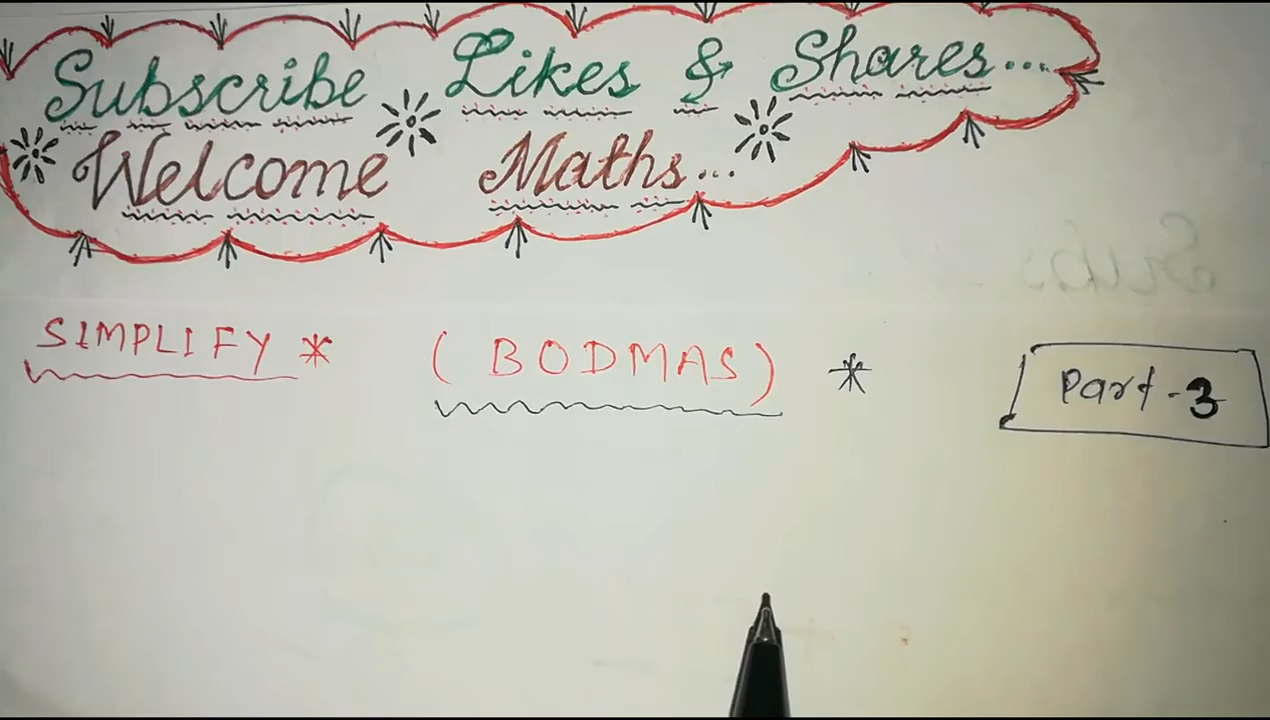 Subscribe Likes & Shares...
Welcome Maths...
SIMPLIFY * (BODMAS) *
Part-3